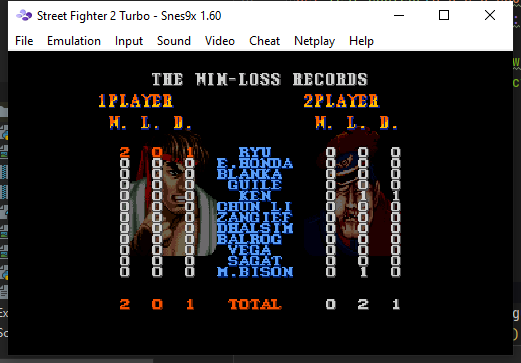 Street Fighter 2 Turbo - Snes9x 1.60
File Emulation Input Sound Video Cheat Netplay Help
THE WIN-LOSS RECORDS
1PLAYER 2PLAYER
W. L. D. W. L. D.
2 0 1 RYU 0 0 0
0 0 0 E.HONDA 0 0 0
0 0 0 BLANKA 0 0 0
0 0 0 GUILE 0 0 0
0 0 0 KEN 0 1 1
0 0 0 CHUN LI 0 0 0
0 0 0 ZANGIEF 0 0 0
0 0 0 DHALSIM 0 0 0
0 0 0 BALROG 0 0 0
0 0 0 VEGA 0 0 0
0 0 0 SAGAT 0 0 0
0 0 0 M.BISON 0 1 0
2 0 1 TOTAL 0 2 1